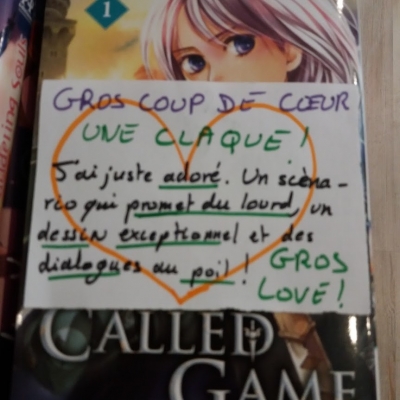 1
GROS COUP DE CŒUR
UNE CLAQUE !
J'ai juste adoré. Un scéna-
rio qui promet du lourd, un
dessin exceptionnel et des
dialogues au poil !
GROS
LOVE !
CALLED
GAME